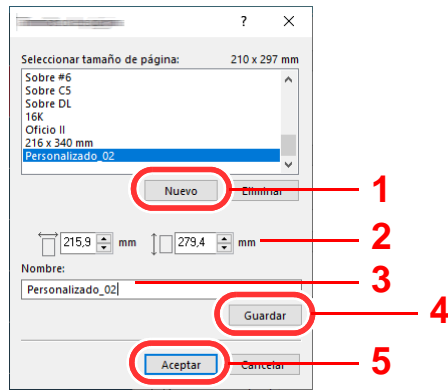 ?
Seleccionar tamaño de página: 210 x 297 mm
Sobre #6
Sobre C5
Sobre DL
16K
Oficio II
216 x 340 mm
Personalizado_02
Nuevo Eliminar 1
215,9 mm 279,4 mm 2
Nombre:
Personalizado_02 3
Guardar 4
Aceptar Cancelar 5